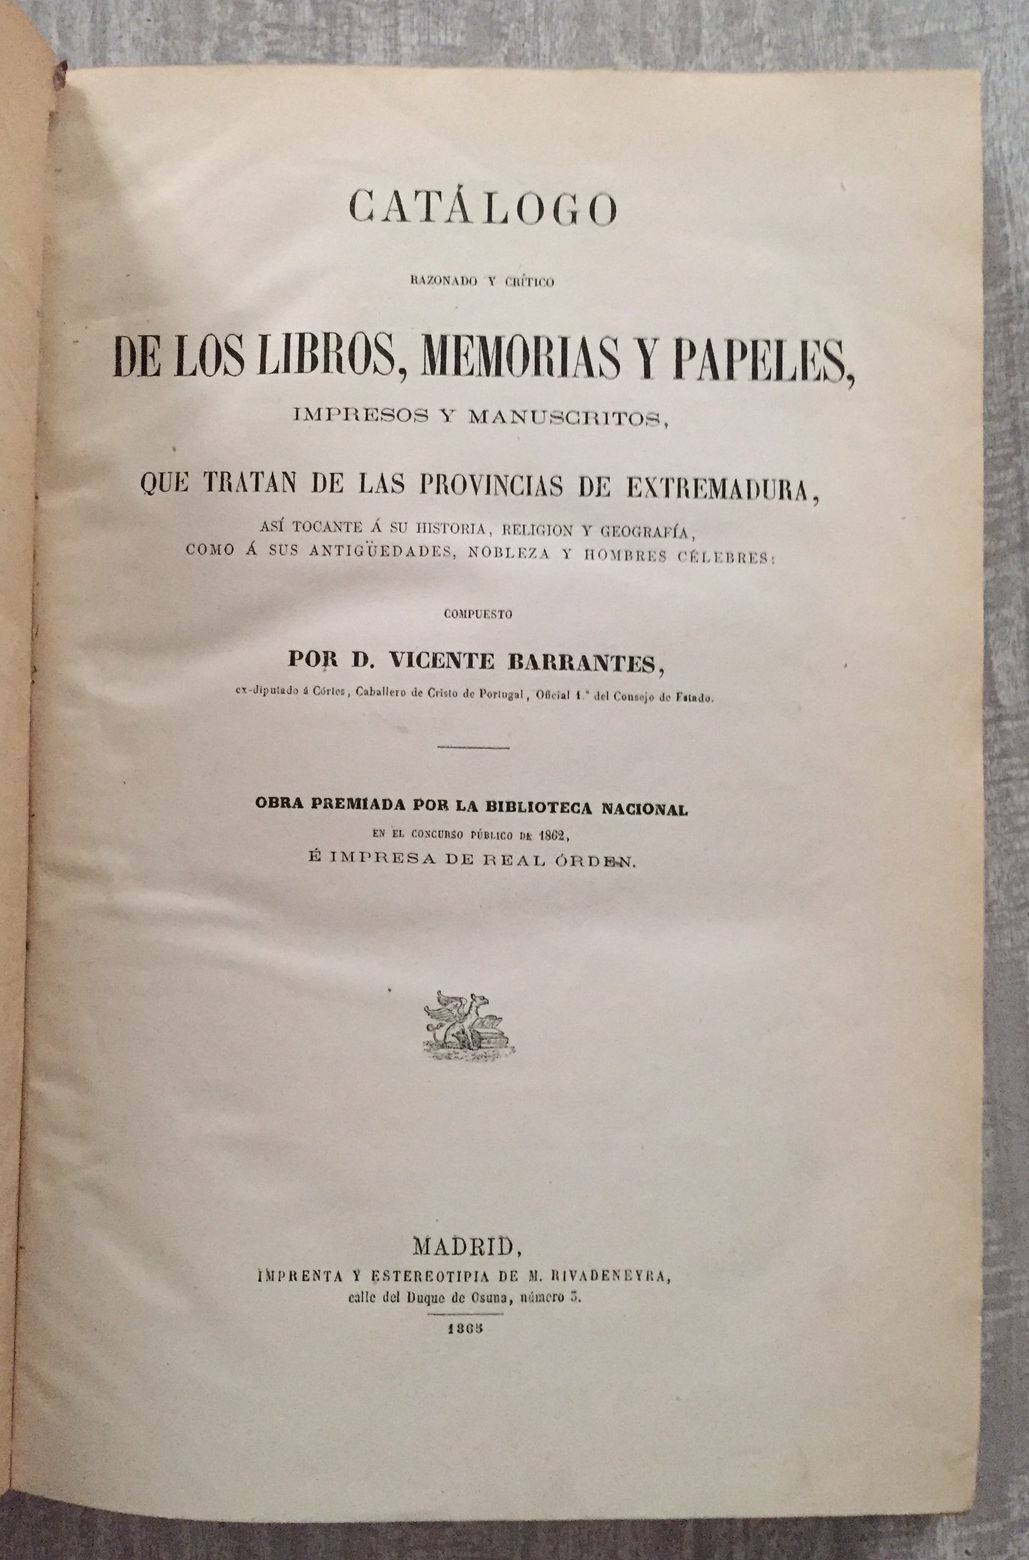 CATÁLOGO
RAZONADO Y CRÍTICO
DE LOS LIBROS, MEMORIAS Y PAPELES,
IMPRESOS Y MANUSCRITOS,
QUE TRATAN DE LAS PROVINCIAS DE EXTREMADURA,
ASÍ TOCANTE Á SU HISTORIA, RELIGION Y GEOGRAFÍA,
COMO Á SUS ANTIGÜEDADES, NOBLEZA Y HOMBRES CÉLEBRES:
COMPUESTO
POR D. VICENTE BARRANTES,
ex-diputado á Córtes, Caballero de Cristo de Portugal, Oficial 1.º del Consejo de Estado.
OBRA PREMIADA POR LA BIBLIOTECA NACIONAL
EN EL CONCURSO PÚBLICO DE 1862,
É IMPRESA DE REAL ÓRDEN.
MADRID,
IMPRENTA Y ESTEREOTIPIA DE M. RIVADENEYRA,
calle del Duque de Osuna, número 3.
1865